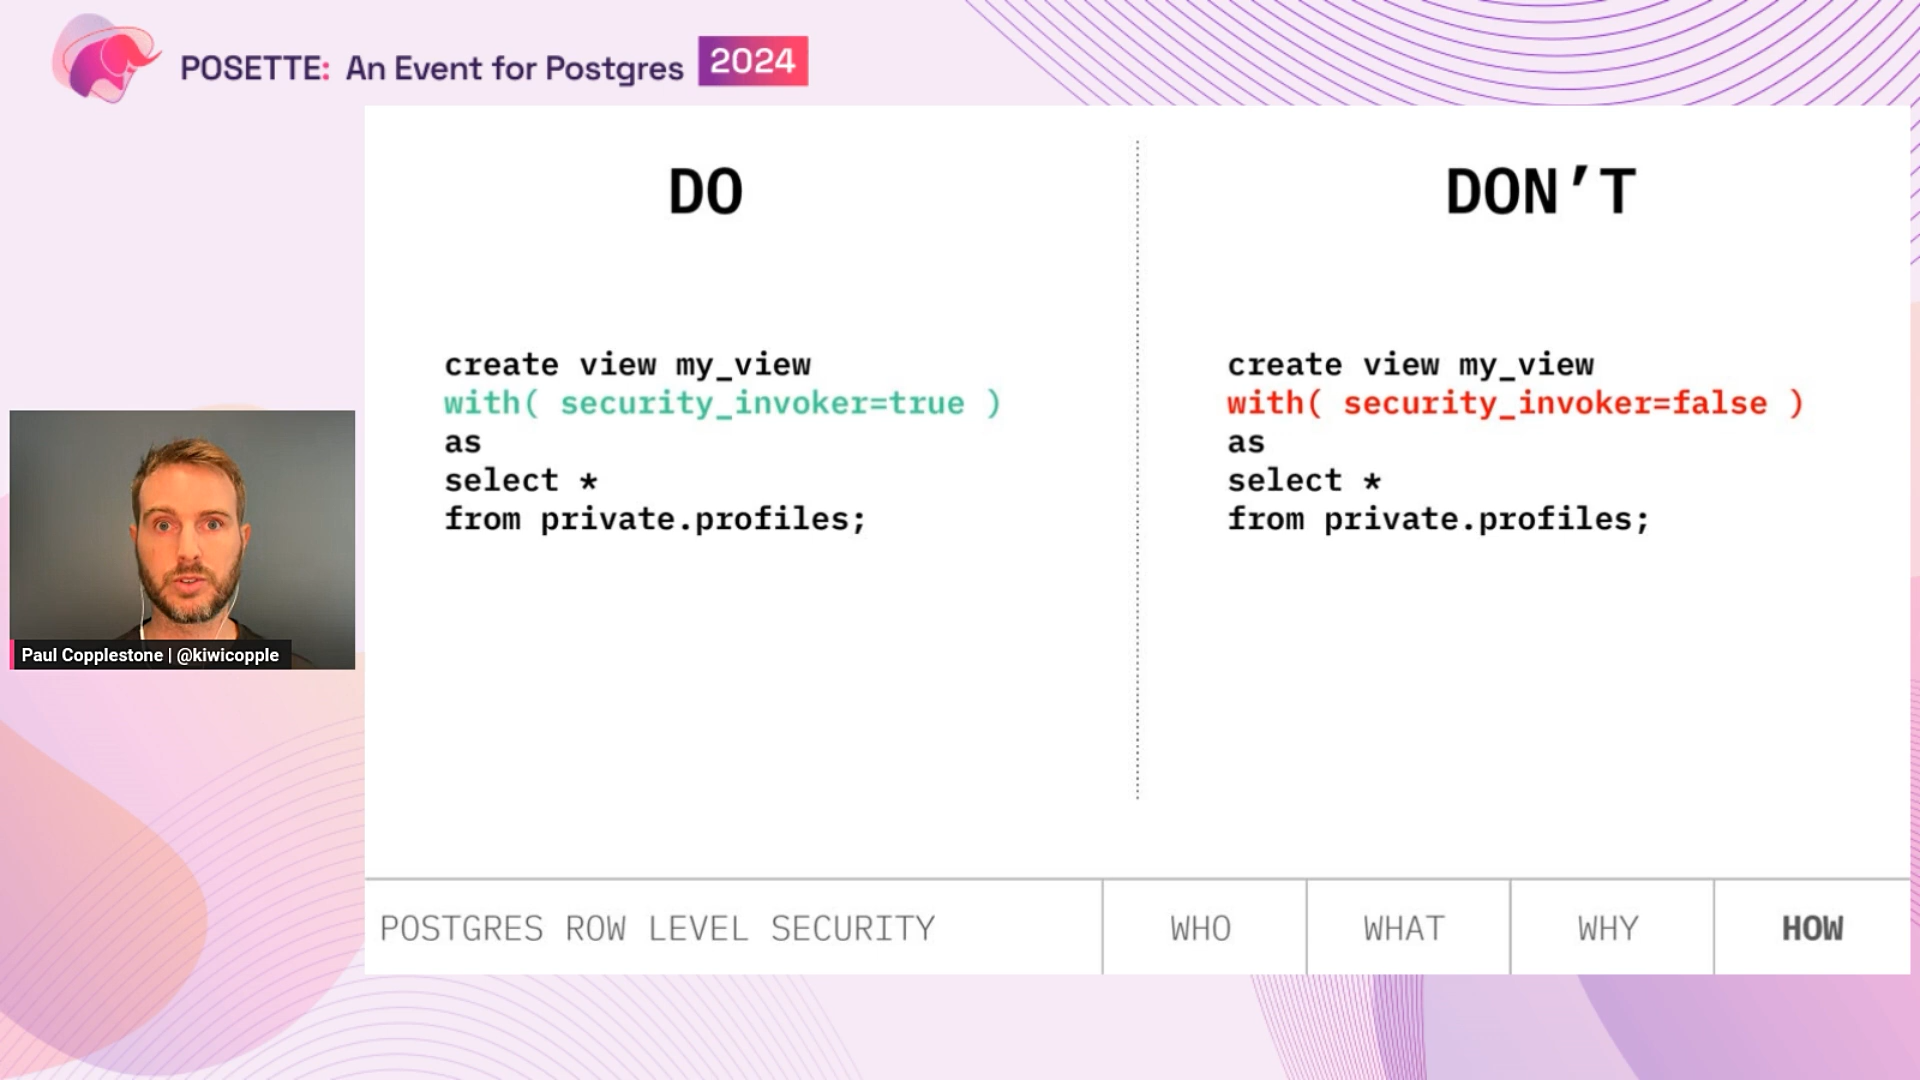 POSETTE: An Event for Postgres 2024
DO
create view my_view
with( security_invoker=true )
as
select *
from private.profiles;
DON’T
create view my_view
with( security_invoker=false )
as
select *
from private.profiles;
Paul Copplestone | @kiwicopple
POSTGRES ROW LEVEL SECURITY
WHO
WHAT
WHY
HOW